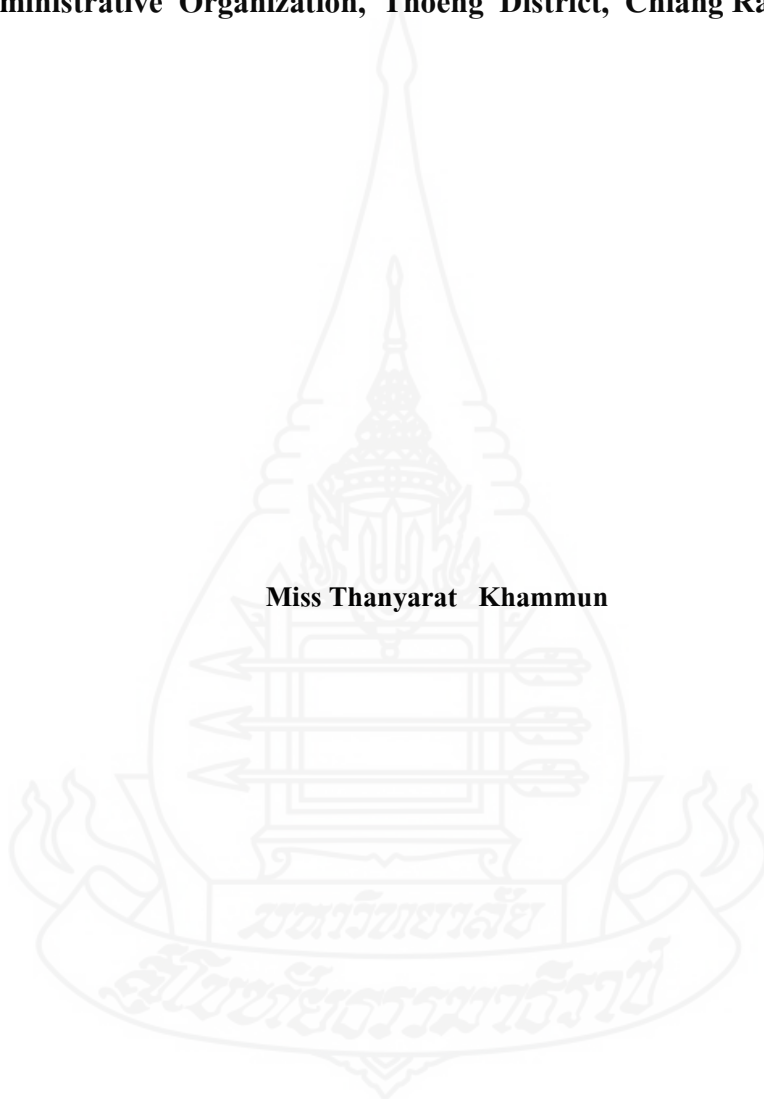 ministrative Organization, Thoeng District, Chiang Ra
Miss Thanyarat Khammun
มหาวิทยาลัย
สุโขทัยธรรมาธิราช